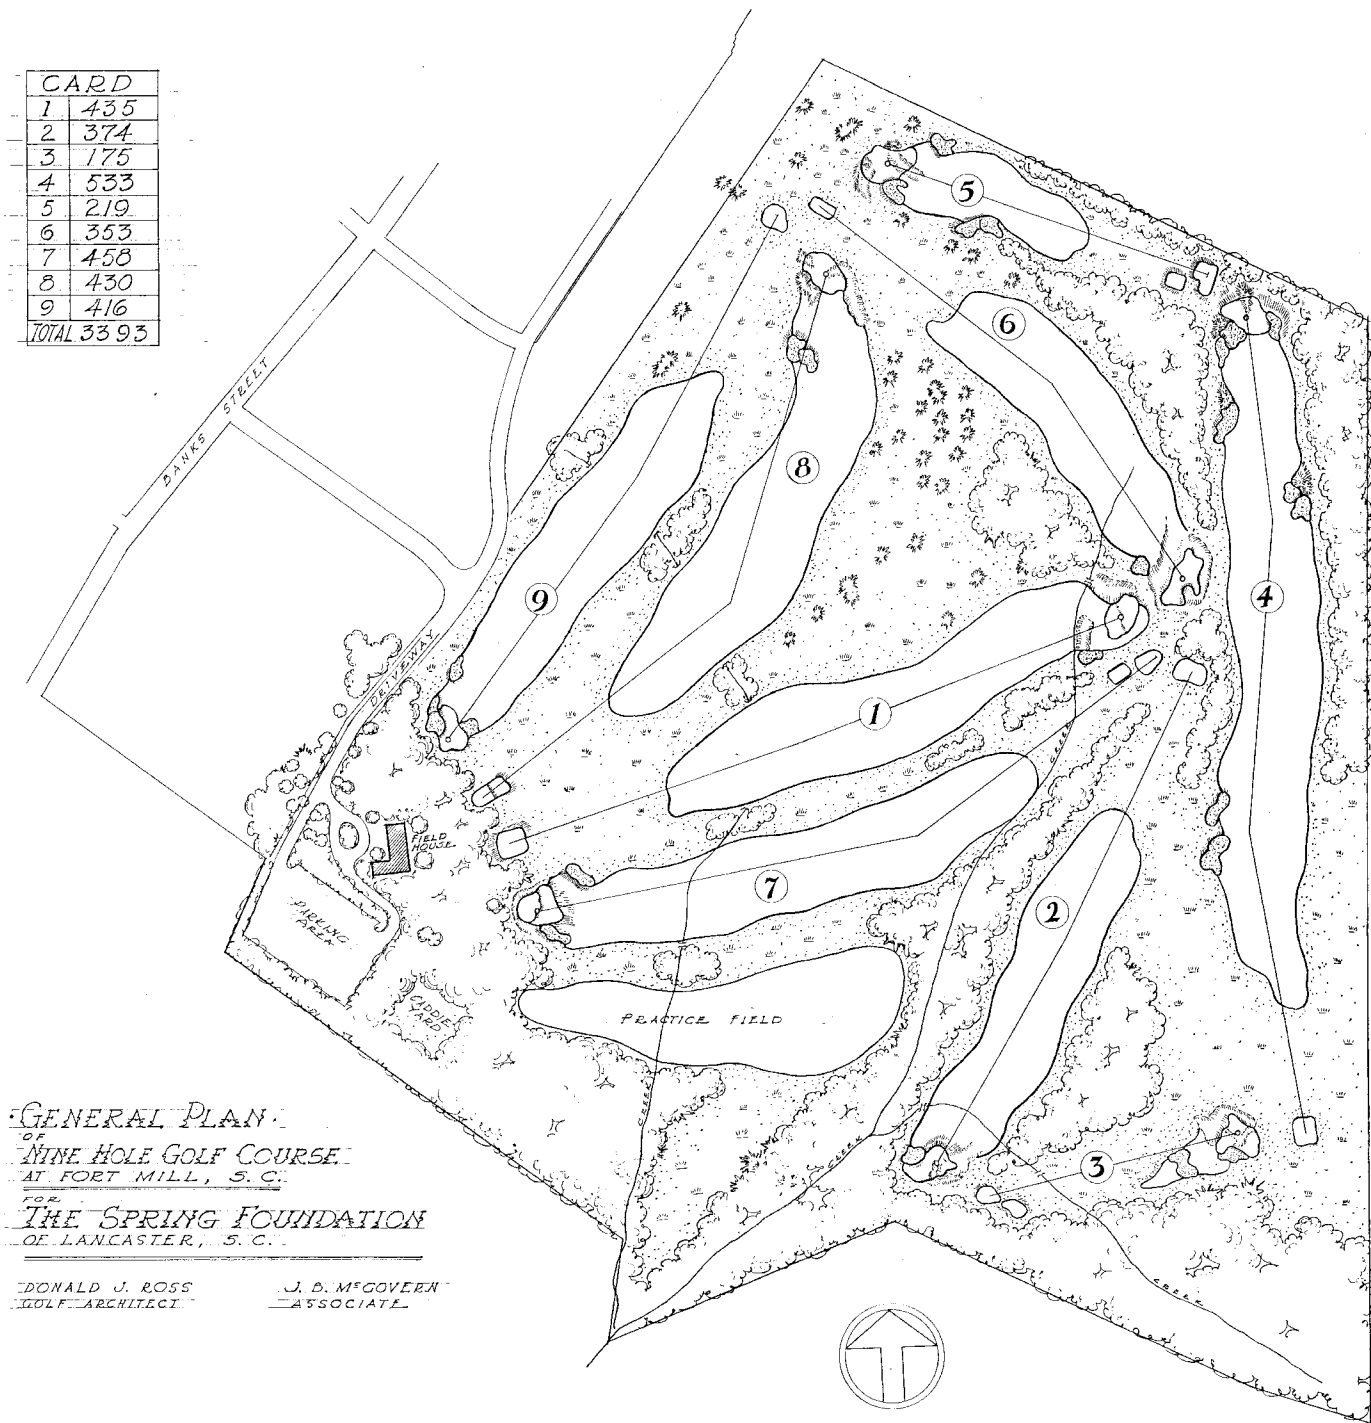 CARD
1 435
2 374
3 175
4 533
5 219
6 353
7 458
8 430
9 416
TOTAL 3393
BANKS STREET
DRIVEWAY
5
6
8
4
9
1
7
2
3
FIELD
HOUSE
PARKING
AREA
CADDIE
YARD
PRACTICE FIELD
CREEK
CREEK
CREEK
CREEK
GENERAL PLAN
OF
NINE HOLE GOLF COURSE
AT FORT MILL, S.C.
FOR
THE SPRING FOUNDATION
OF LANCASTER, S.C.
DONALD J. ROSS
GOLF ARCHITECT
J. B. McGOVERN
ASSOCIATE